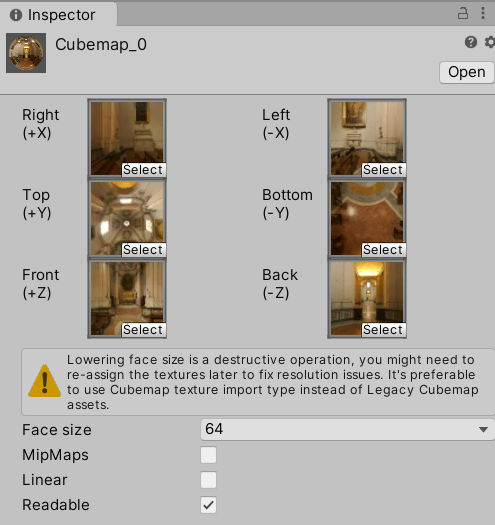 Inspector
Cubemap_0
Open
Right
(+X)
Select
Left
(-X)
Select
Top
(+Y)
Select
Bottom
(-Y)
Select
Front
(+Z)
Select
Back
(-Z)
Select
Lowering face size is a destructive operation, you might need to
re-assign the textures later to fix resolution issues. It's preferable
to use Cubemap texture import type instead of Legacy Cubemap
assets.
Face size 64
MipMaps
Linear
Readable